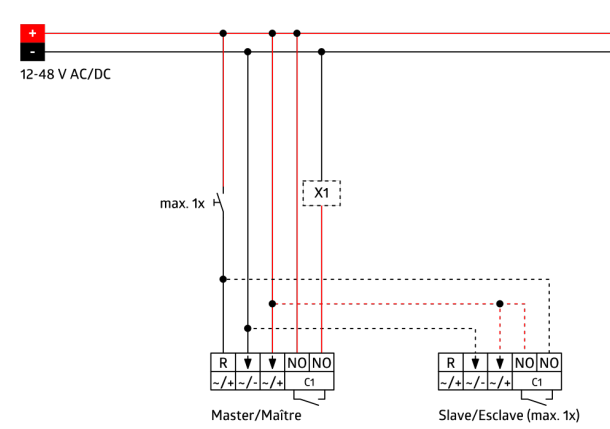 +
-
12-48 V AC/DC
max. 1x
X1
R NO NO
~/+ ~/- ~/+ C1
Master/Maître
R NO NO
~/+ ~/- ~/+ C1
Slave/Esclave (max. 1x)